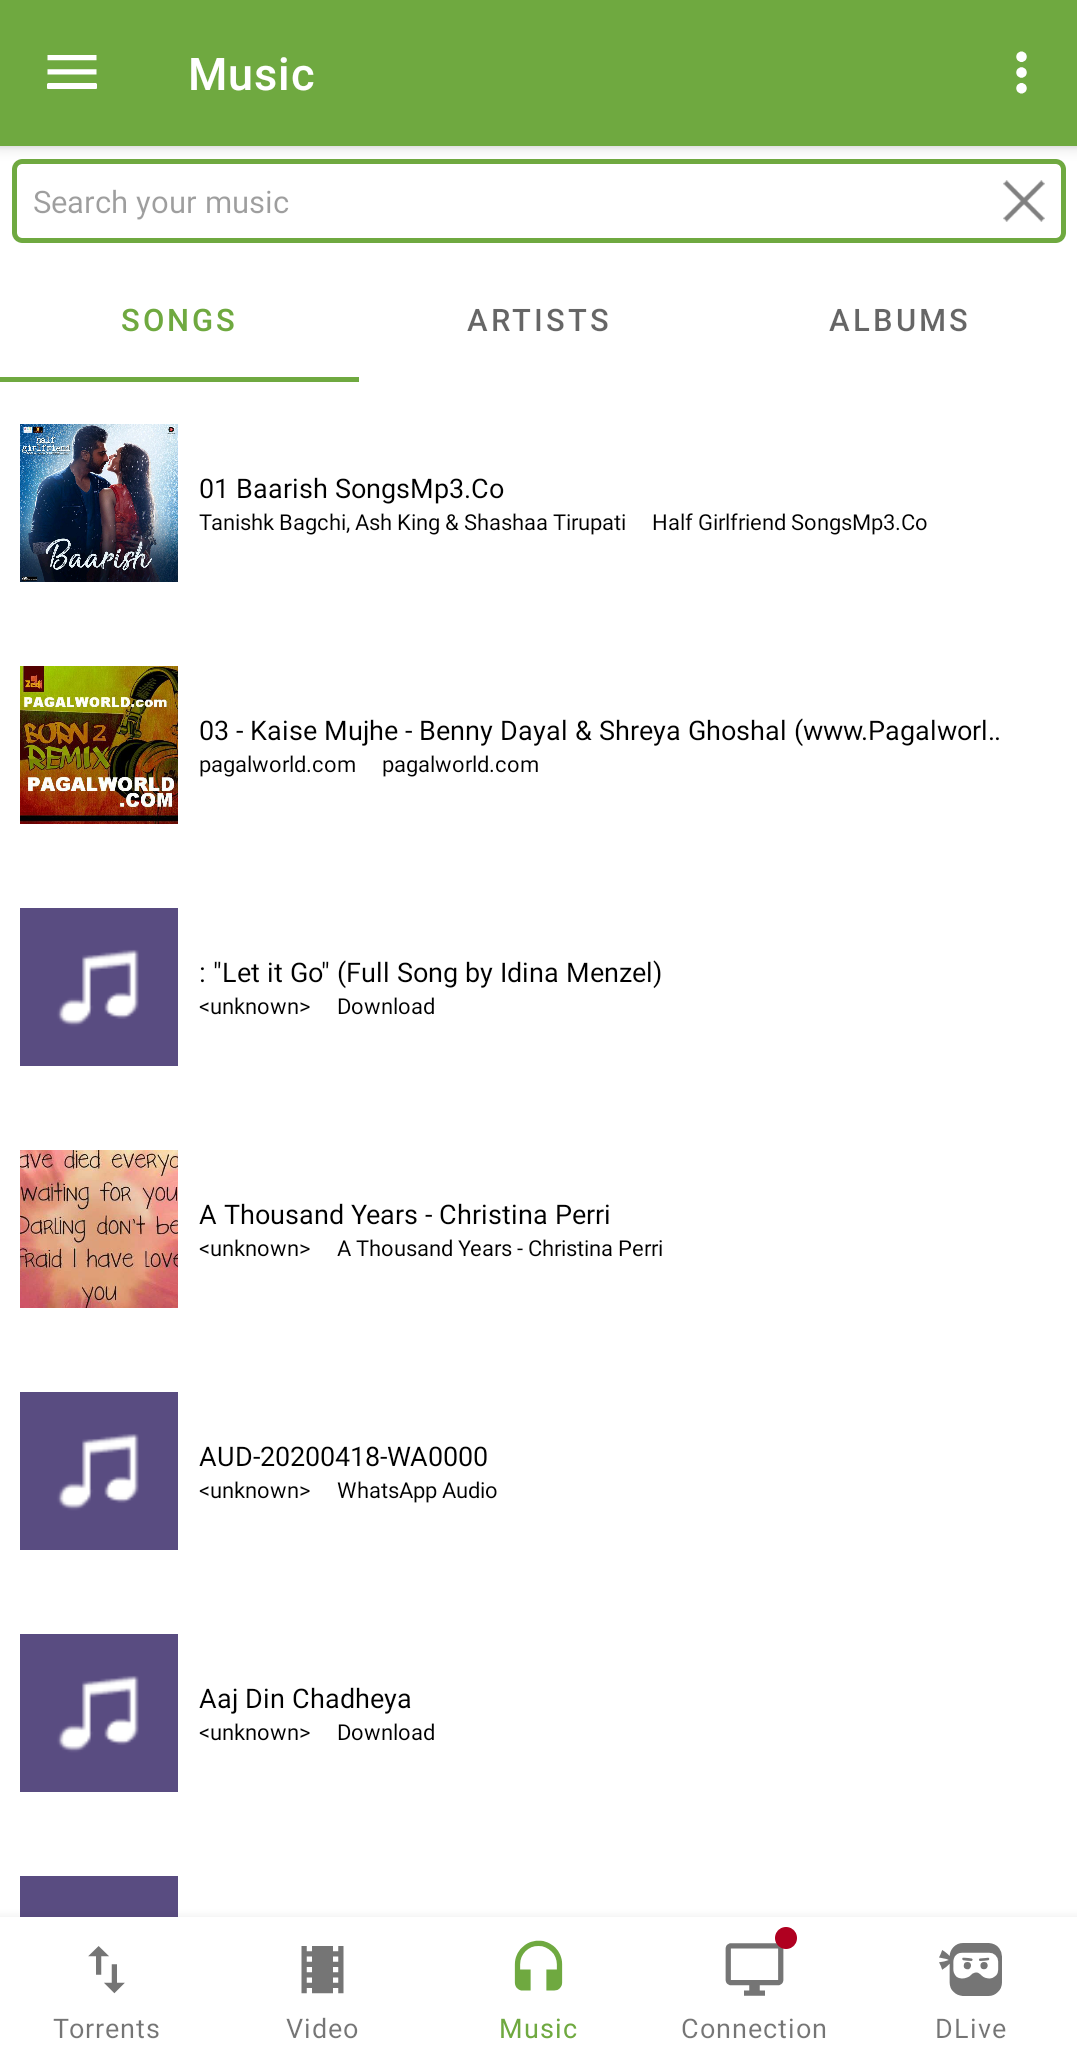 Music
Search your music
SONGS
ARTISTS
ALBUMS
half
girlfriend
Baarish
01 Baarish SongsMp3.Co
Tanishk Bagchi, Ash King & Shashaa Tirupati Half Girlfriend SongsMp3.Co
PAGALWORLD.com
BURN 2
REMIX
PAGALWORLD
.COM
03 - Kaise Mujhe - Benny Dayal & Shreya Ghoshal (www.Pagalworl..
pagalworld.com pagalworld.com
: "Let it Go" (Full Song by Idina Menzel)
<unknown> Download
ave died everyd
waiting for you
Darling don't be
fraid I have love
you
A Thousand Years - Christina Perri
<unknown> A Thousand Years - Christina Perri
AUD-20200418-WA0000
<unknown> WhatsApp Audio
Aaj Din Chadheya
<unknown> Download
Torrents
Video
Music
Connection
DLive